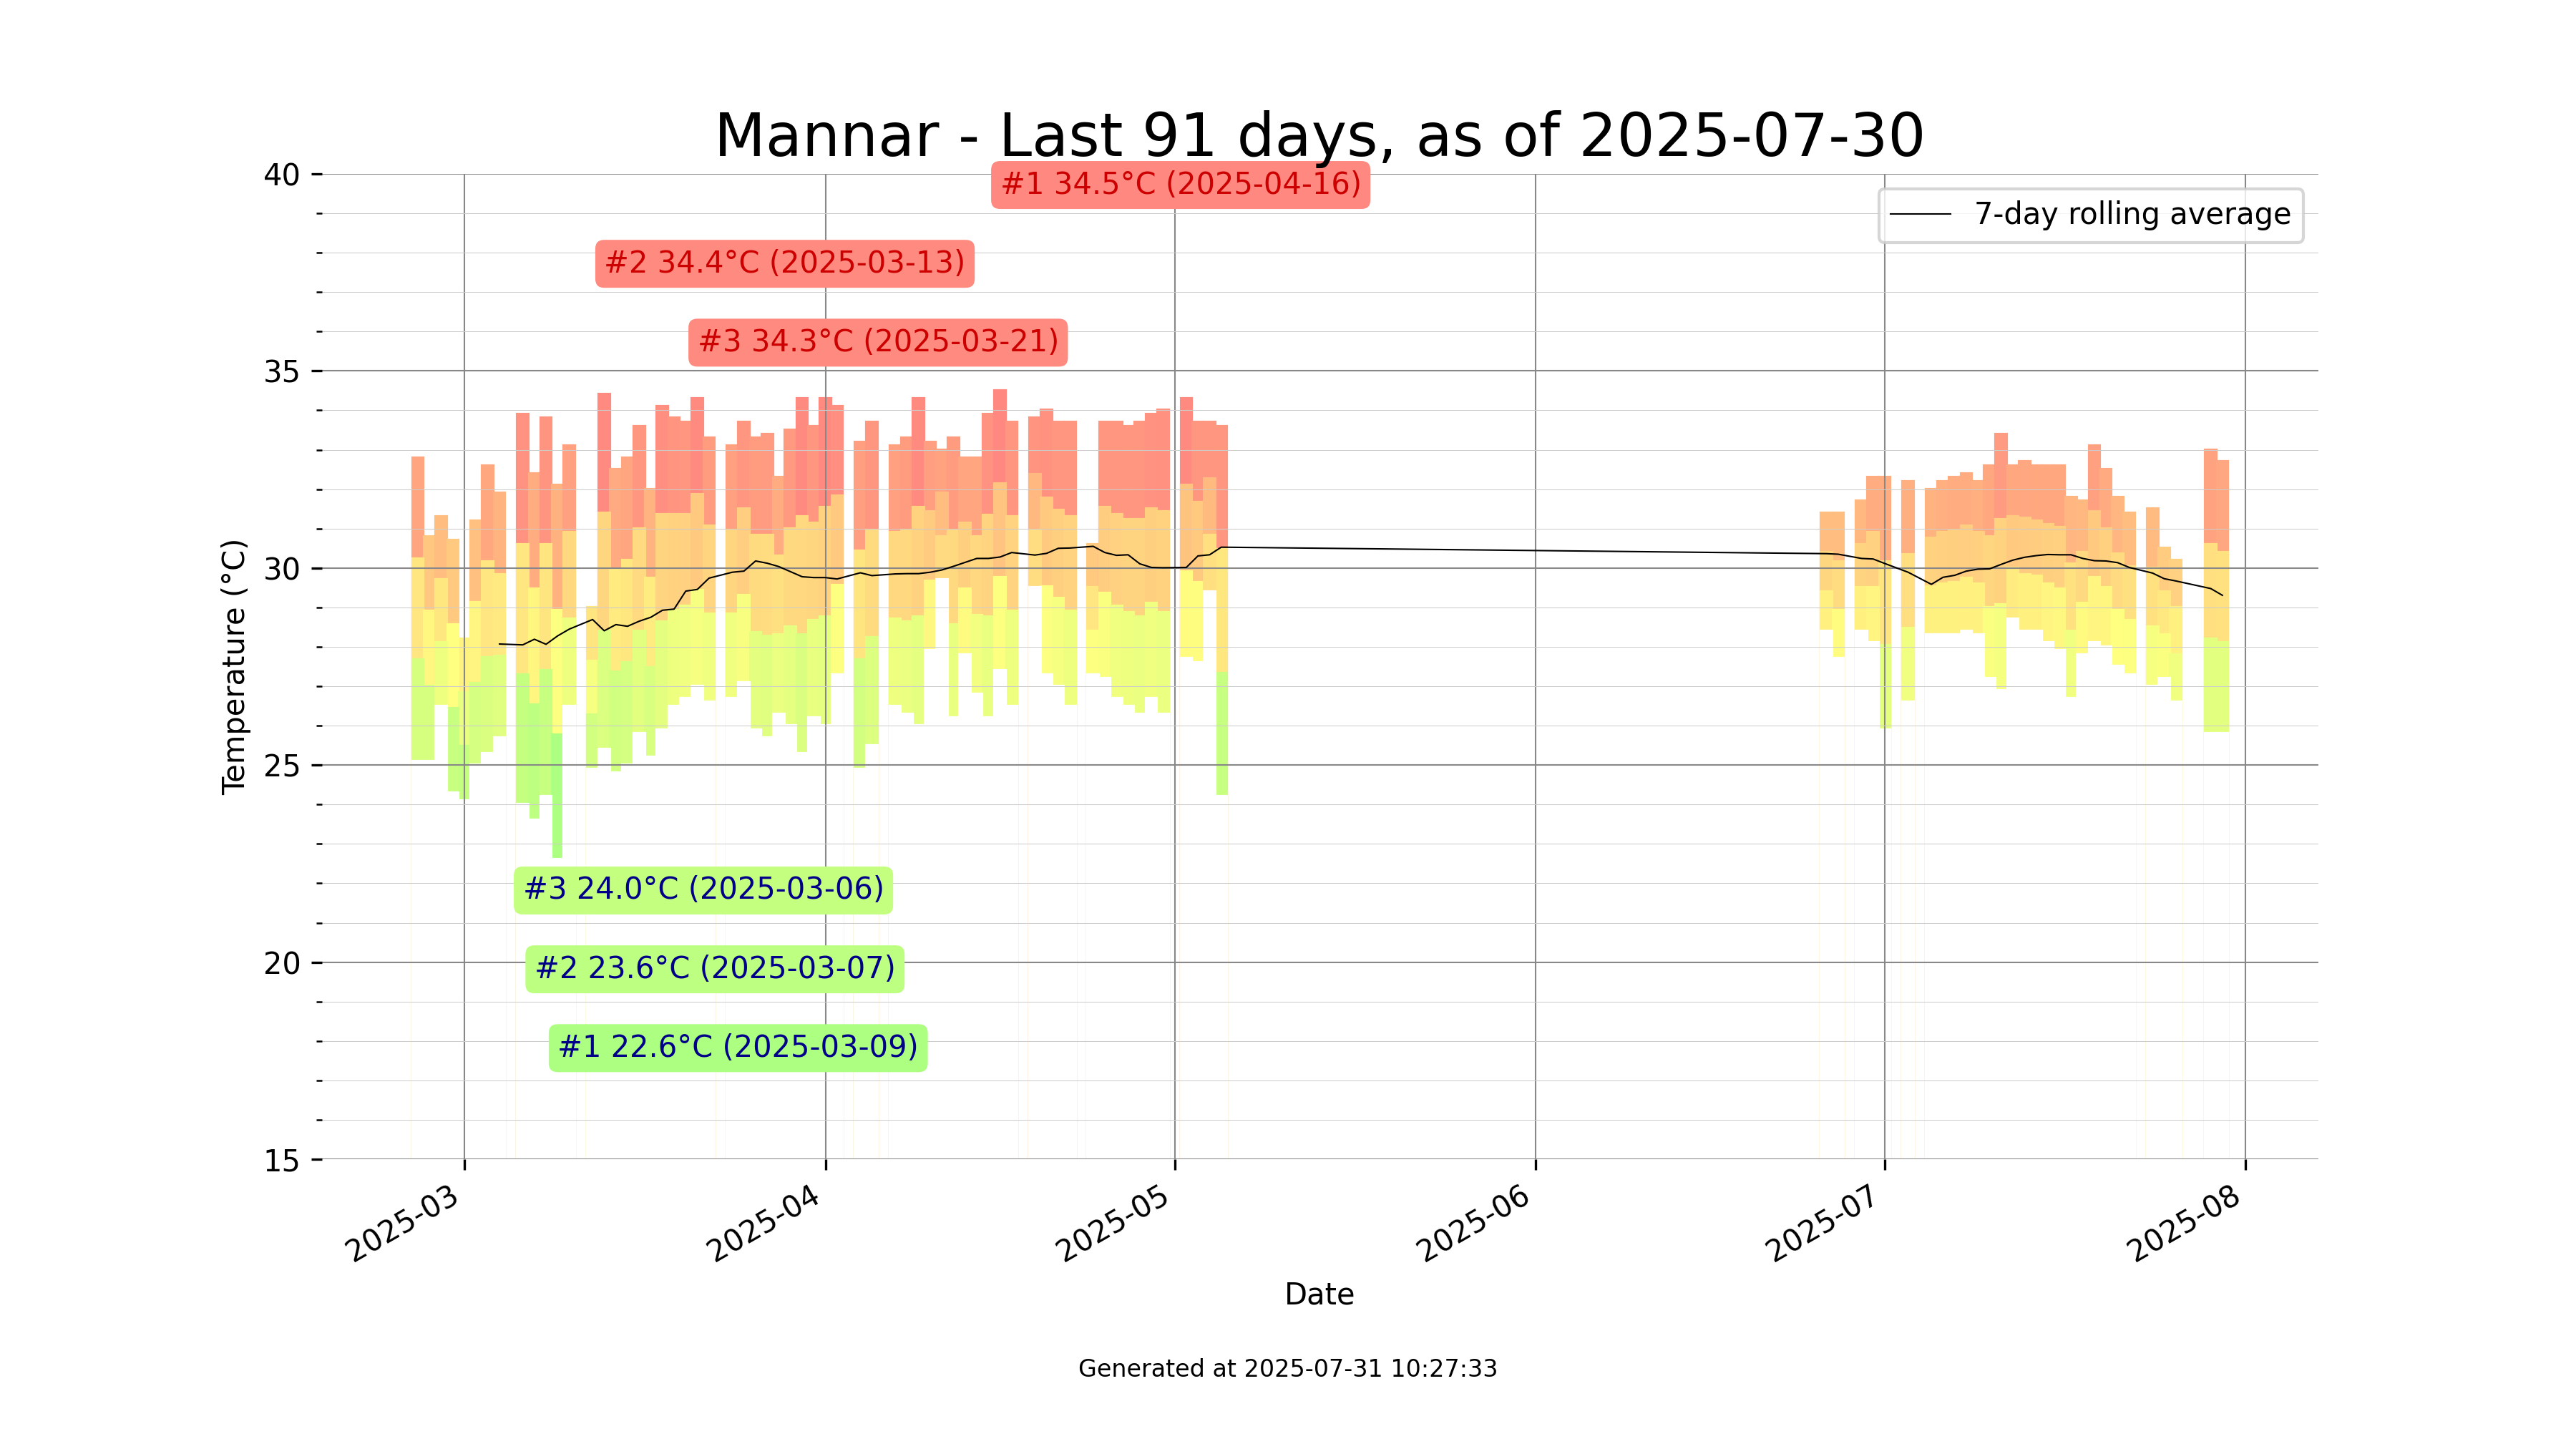 Mannar - Last 91 days, as of 2025-07-30
#1 34.5°C (2025-04-16)
#2 34.4°C (2025-03-13)
#3 34.3°C (2025-03-21)
7-day rolling average
40
35
30
25
20
15
Temperature (°C)
#3 24.0°C (2025-03-06)
#2 23.6°C (2025-03-07)
#1 22.6°C (2025-03-09)
2025-03
2025-04
2025-05
2025-06
2025-07
2025-08
Date
Generated at 2025-07-31 10:27:33